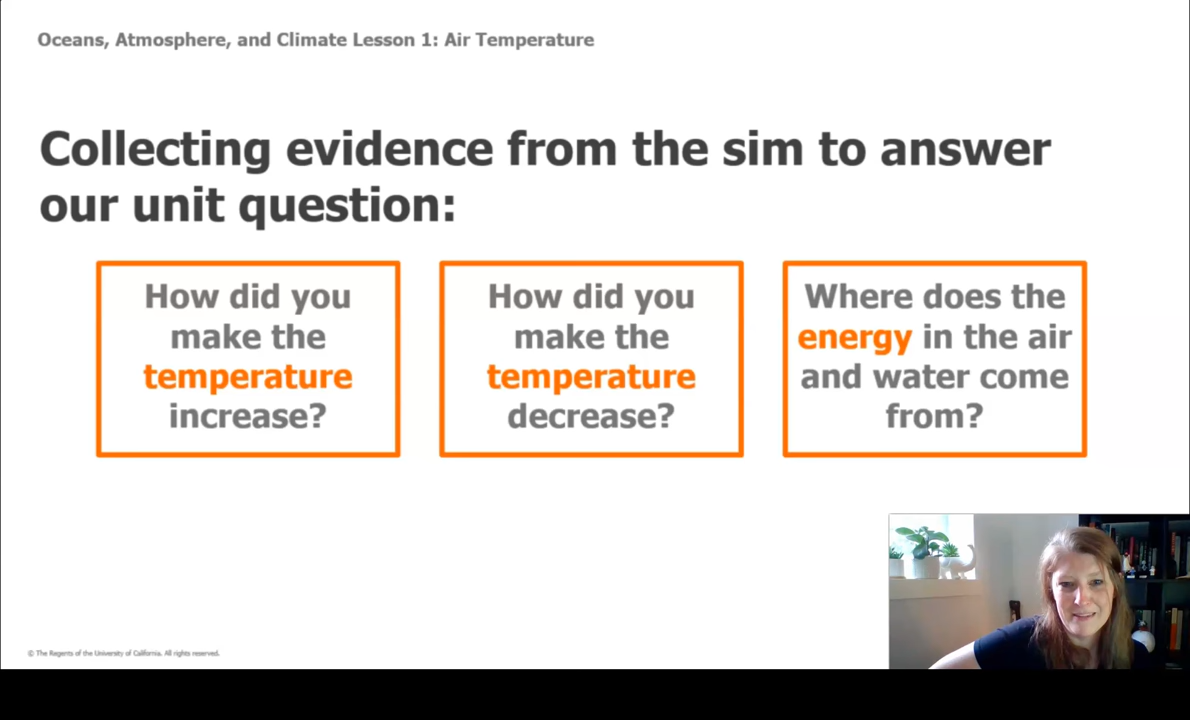 Oceans, Atmosphere, and Climate Lesson 1: Air Temperature
Collecting evidence from the sim to answer
our unit question:
How did you
make the
temperature
increase?
How did you
make the
temperature
decrease?
Where does the
energy in the air
and water come
from?
© The Regents of the University of California. All rights reserved.